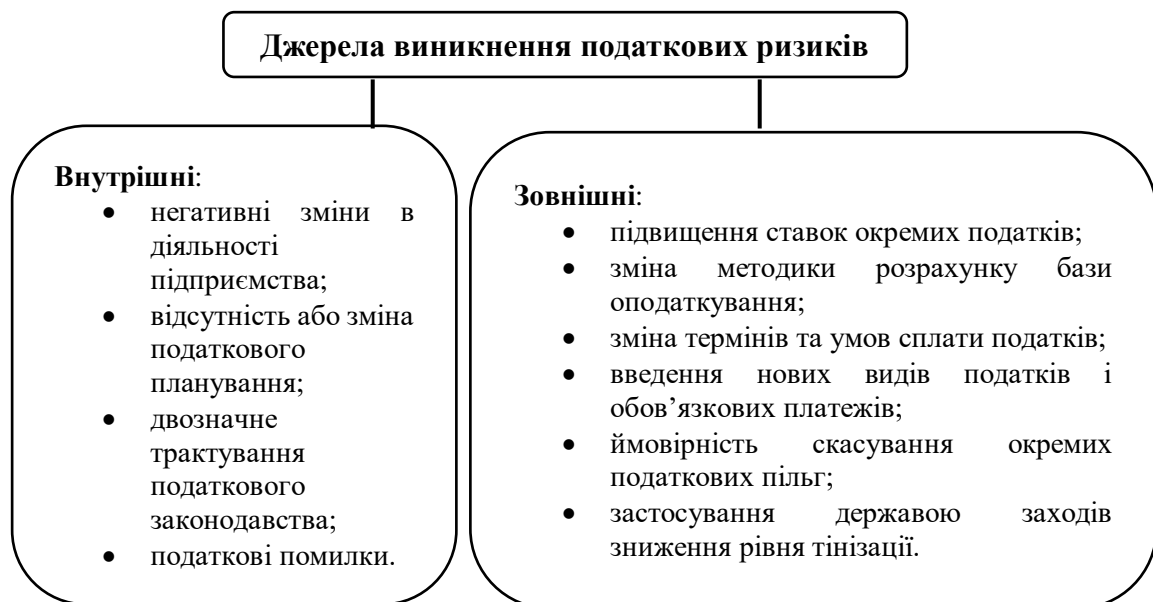 Джерела виникнення податкових ризиків
Внутрішні:
• негативні зміни в
діяльності
підприємства;
• відсутність або зміна
податкового
планування;
• двозначне
трактування
податкового
законодавства;
• податкові помилки.
Зовнішні:
• підвищення ставок окремих податків;
• зміна методики розрахунку бази
оподаткування;
• зміна термінів та умов сплати податків;
• введення нових видів податків і
обов’язкових платежів;
• ймовірність скасування окремих
податкових пільг;
• застосування державою заходів
зниження рівня тінізації.